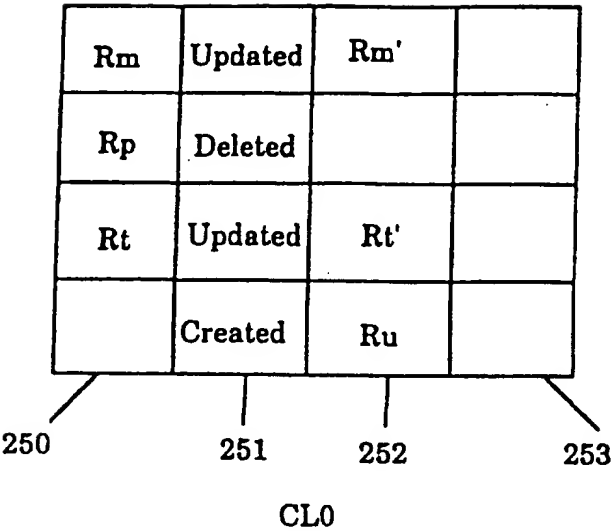 Rm Updated Rm'
Rp Deleted
Rt Updated Rt'
Created Ru
250 251 252 253
CL0